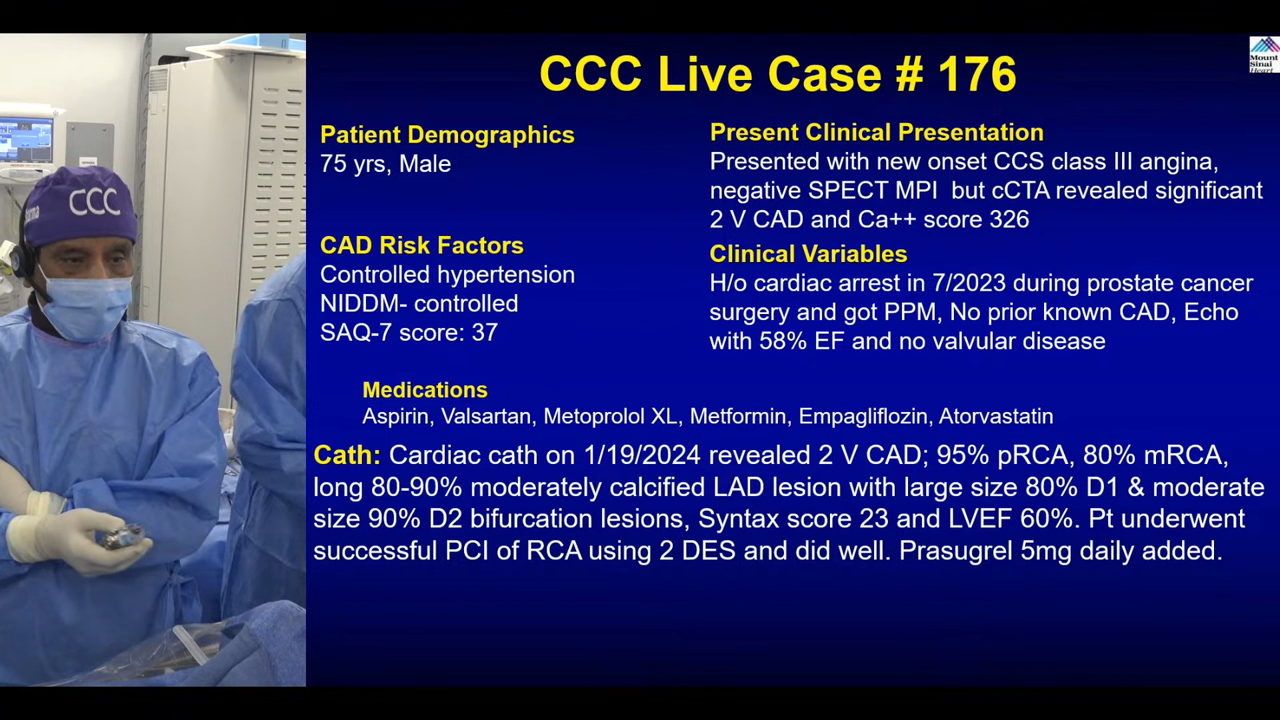 CCC Live Case # 176
Mount
Sinai
Heart
Patient Demographics
75 yrs, Male
CAD Risk Factors
Controlled hypertension
NIDDM- controlled
SAQ-7 score: 37
Present Clinical Presentation
Presented with new onset CCS class III angina,
negative SPECT MPI but cCTA revealed significant
2 V CAD and Ca++ score 326
Clinical Variables
H/o cardiac arrest in 7/2023 during prostate cancer
surgery and got PPM, No prior known CAD, Echo
with 58% EF and no valvular disease
Medications
Aspirin, Valsartan, Metoprolol XL, Metformin, Empagliflozin, Atorvastatin
Cath: Cardiac cath on 1/19/2024 revealed 2 V CAD; 95% pRCA, 80% mRCA,
long 80-90% moderately calcified LAD lesion with large size 80% D1 & moderate
size 90% D2 bifurcation lesions, Syntax score 23 and LVEF 60%. Pt underwent
successful PCI of RCA using 2 DES and did well. Prasugrel 5mg daily added.
CCC